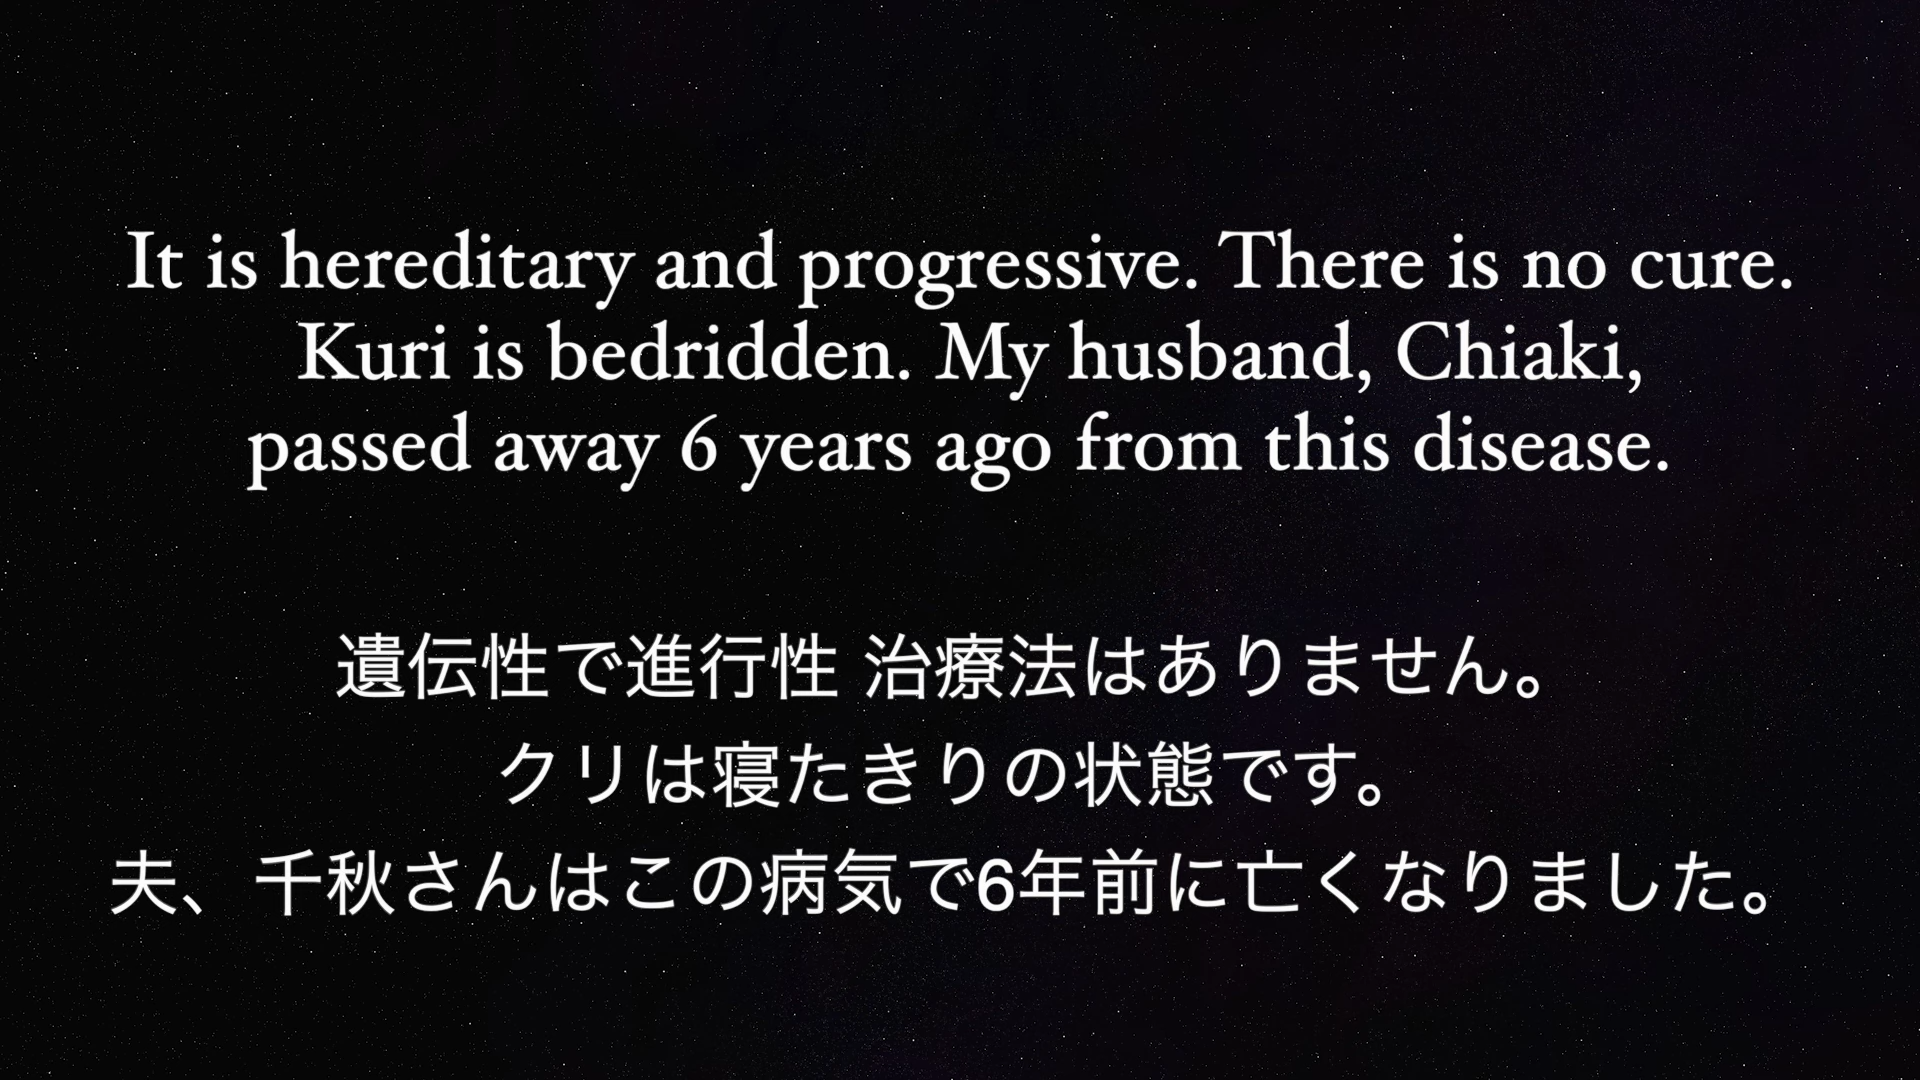 It is hereditary and progressive. There is no cure.
Kuri is bedridden. My husband, Chiaki,
passed away 6 years ago from this disease.
遺伝性で進行性 治療法はありません。
クリは寝たきりの状態です。
夫、千秋さんはこの病気で6年前に亡くなりました。